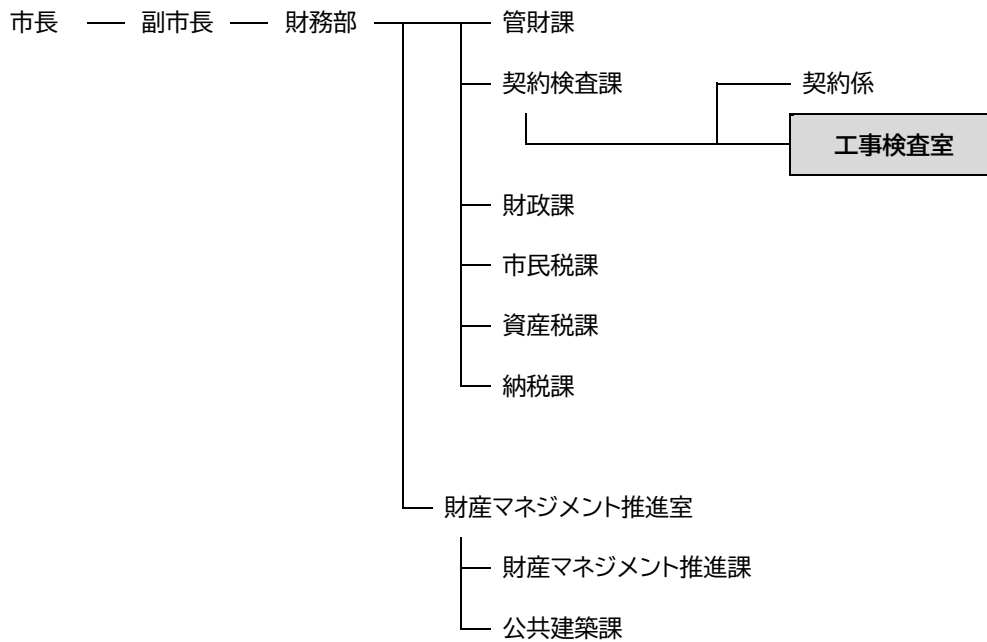 市長 副市長 財務部 管財課
契約検査課 契約係
工事検査室
財政課
市民税課
資産税課
納税課
財産マネジメント推進室
財産マネジメント推進課
公共建築課